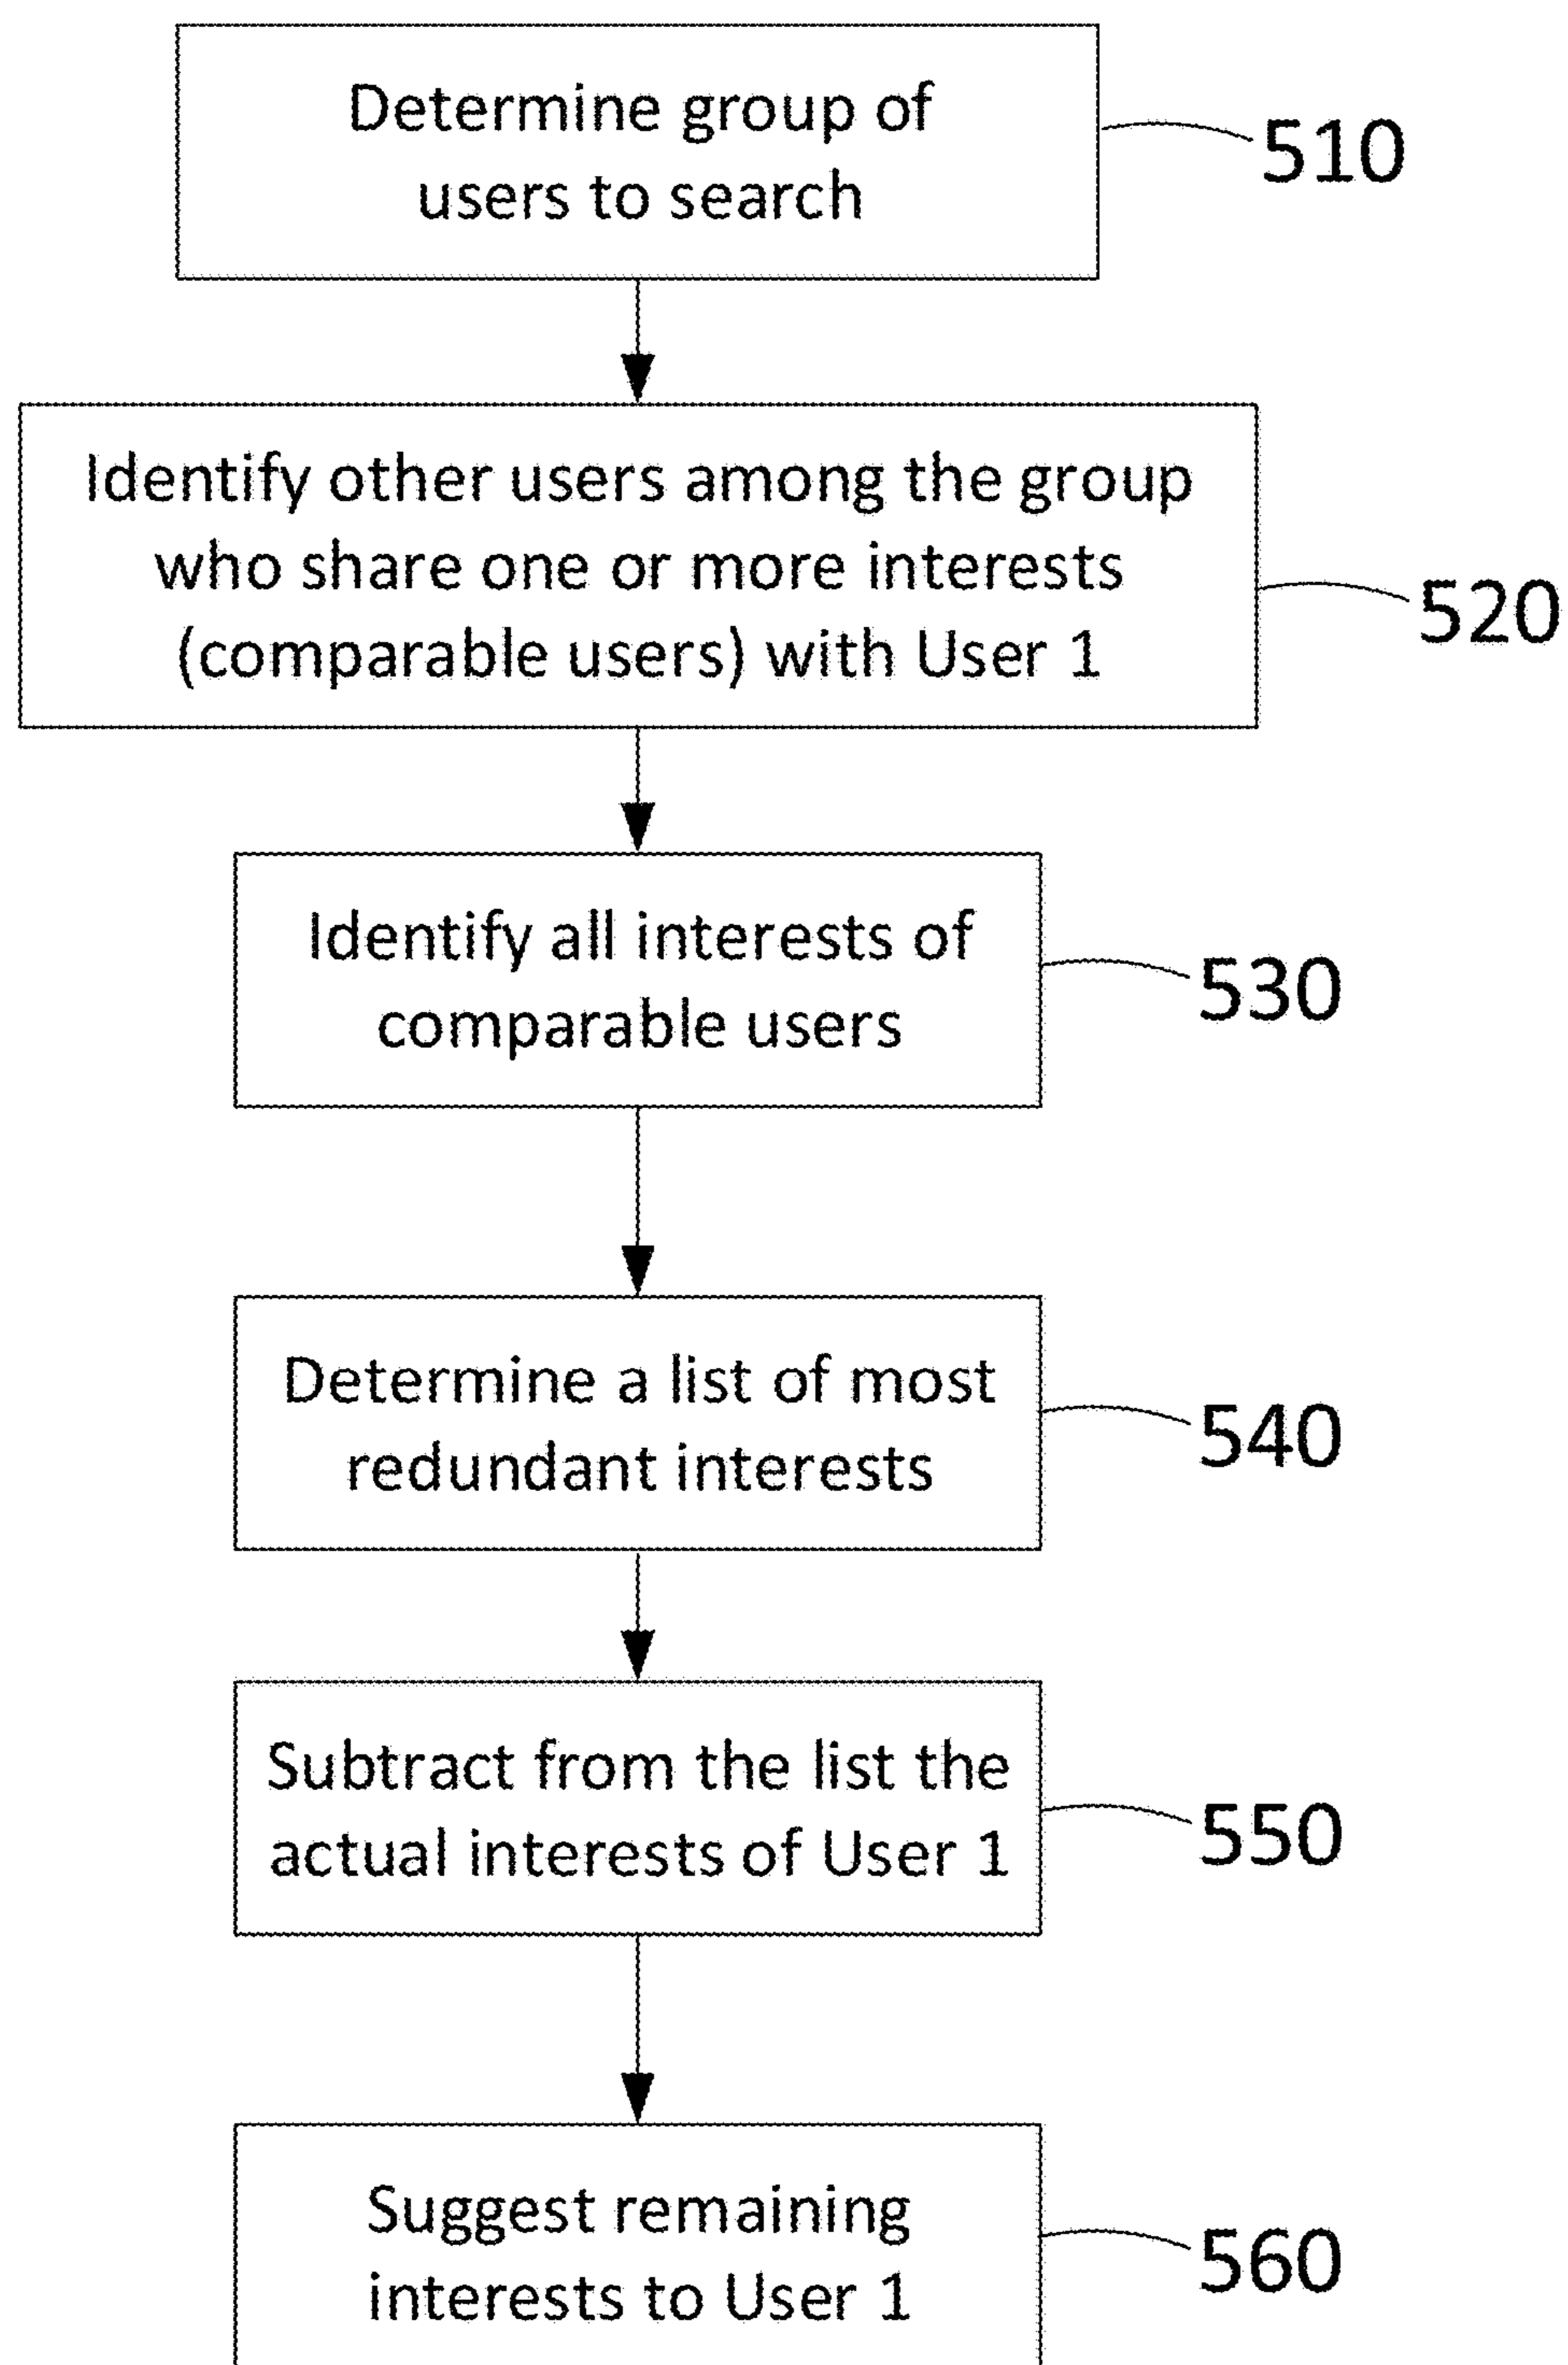 Determine group of
users to search
510
Identify other users among the group
who share one or more interests
(comparable users) with User 1
520
Identify all interests of
comparable users
530
Determine a list of most
redundant interests
540
Subtract from the list the
actual interests of User 1
550
Suggest remaining
interests to User 1
560